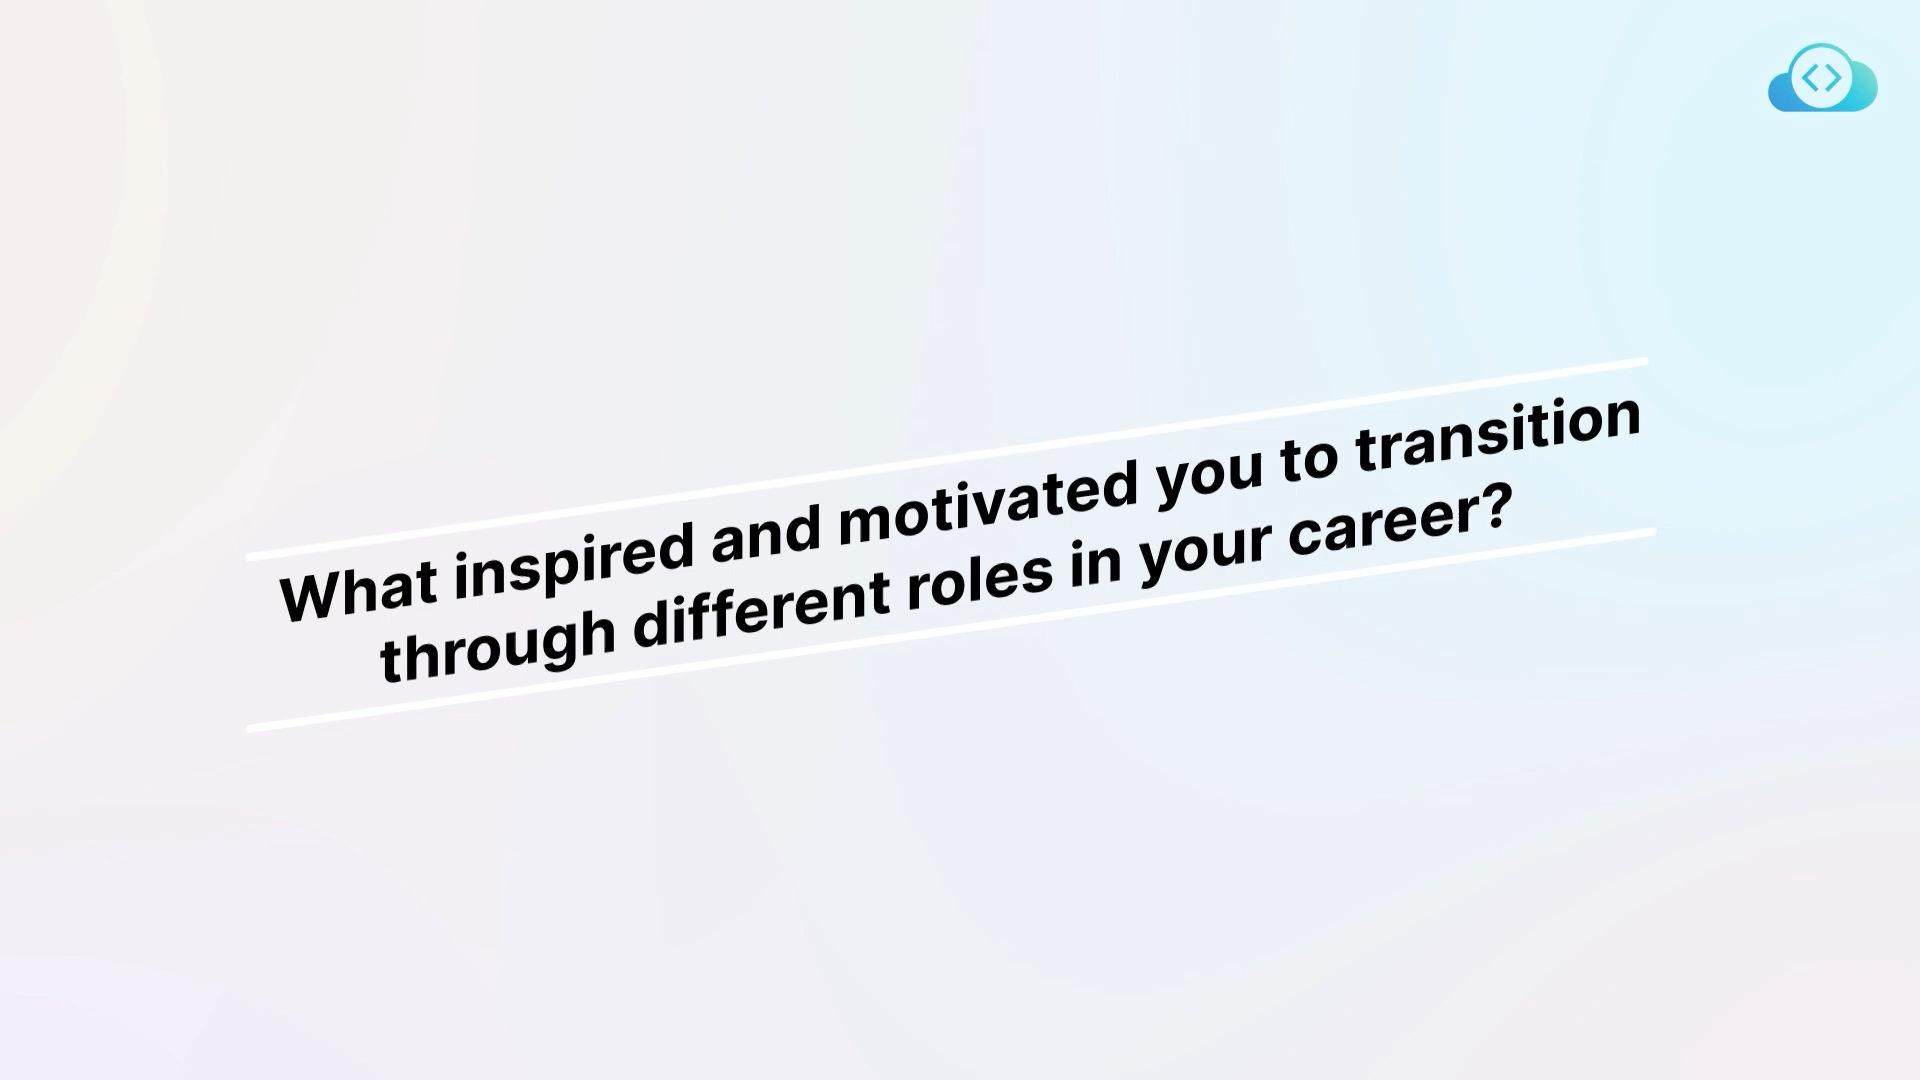 What inspired and motivated you to transition
through different roles in your career?